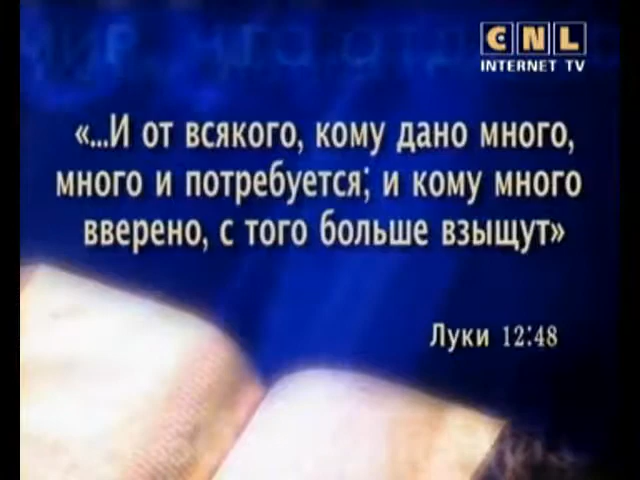 CNL
INTERNET TV
«...И от всякого, кому дано много,
много и потребуется; и кому много
вверено, с того больше взыщут»
Луки 12:48